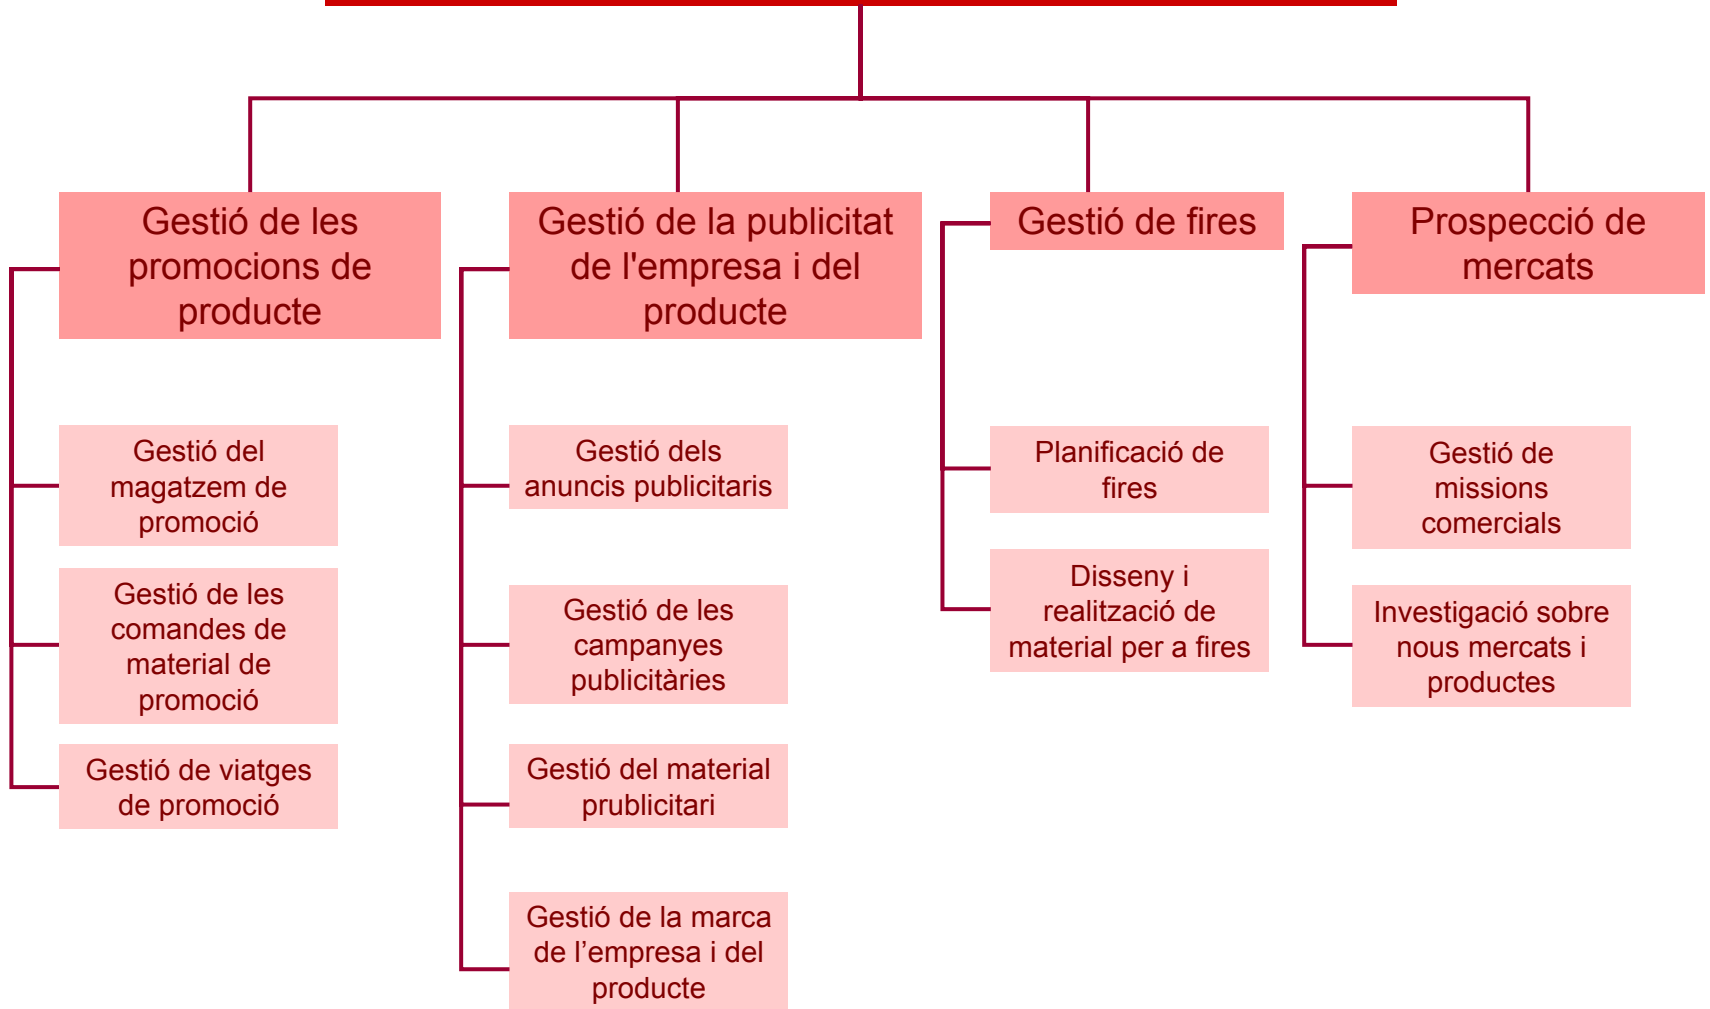 Gestió de les
promocions de
producte
Gestió de la publicitat
de l'empresa i del
producte
Gestió de fires
Prospecció de
mercats
Gestió del
magatzem de
promoció
Gestió de les
comandes de
material de
promoció
Gestió de viatges
de promoció
Gestió dels
anuncis publicitaris
Gestió de les
campanyes
publicitàries
Gestió del material
prublicitari
Gestió de la marca
de l’empresa i del
producte
Planificació de
fires
Disseny i
realització de
material per a fires
Gestió de
missions
comercials
Investigació sobre
nous mercats i
productes